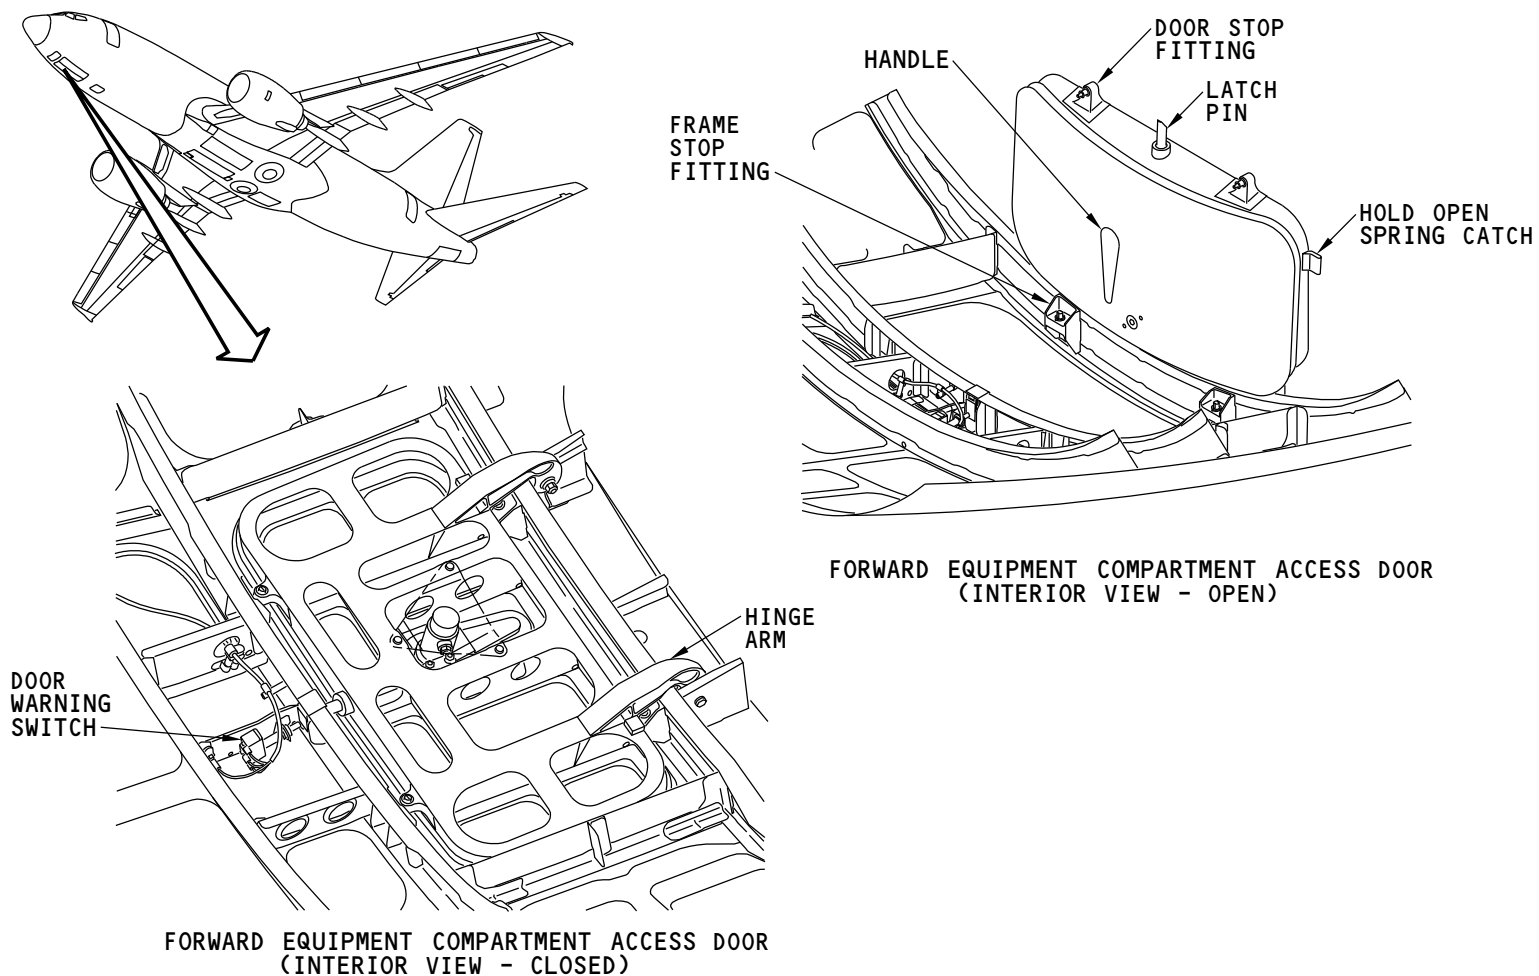 DOOR STOP
FITTING
HANDLE
LATCH
PIN
FRAME
STOP
FITTING
HOLD OPEN
SPRING CATCH
FORWARD EQUIPMENT COMPARTMENT ACCESS DOOR
(INTERIOR VIEW - OPEN)
HINGE
ARM
DOOR
WARNING
SWITCH
FORWARD EQUIPMENT COMPARTMENT ACCESS DOOR
(INTERIOR VIEW - CLOSED)